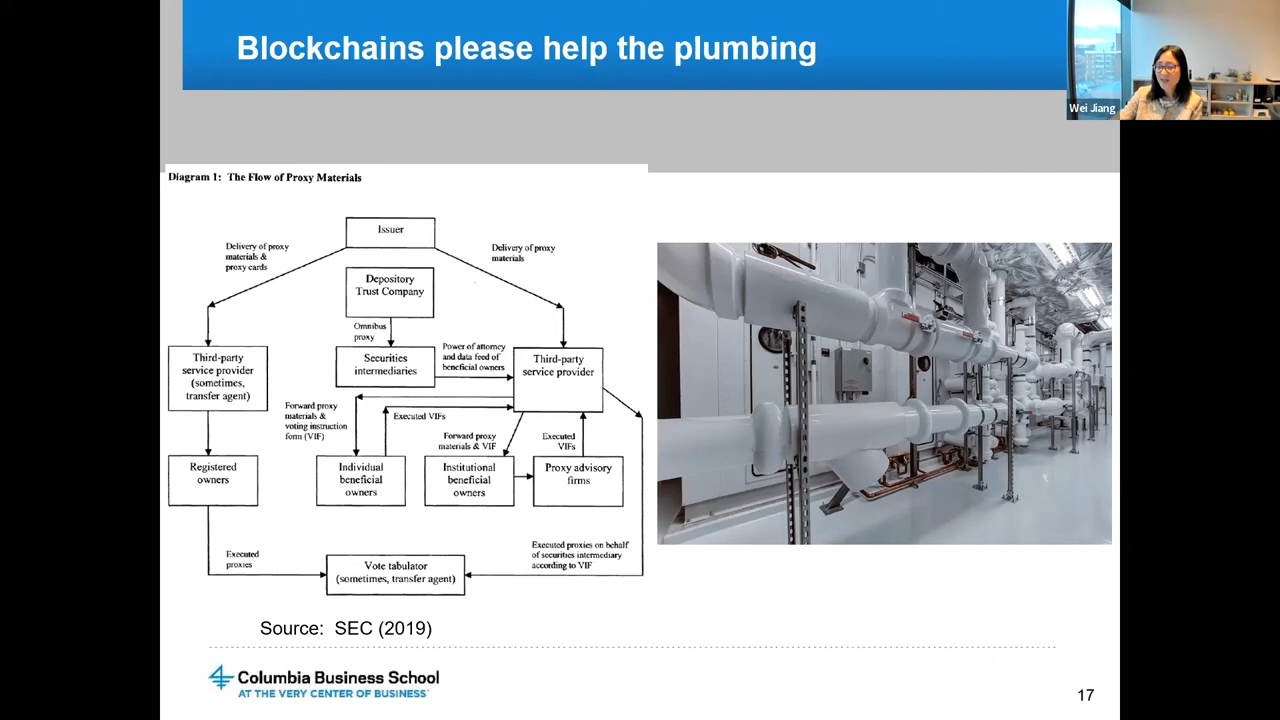 Blockchains please help the plumbing
Wei Jiang
Diagram 1: The Flow of Proxy Materials
Issuer
Delivery of proxy
materials &
proxy cards
Delivery of proxy
materials
Depository
Trust Company
Omnibus
proxy
Third-party
service provider
(sometimes,
transfer agent)
Securities
intermediaries
Power of attorney
and data feed of
beneficial owners
Third-party
service provider
Forward proxy
materials &
voting instruction
form (VIF)
Executed VIFs
Forward proxy
materials & VIF
Executed
VIFs
Registered
owners
Individual
beneficial
owners
Institutional
beneficial
owners
Proxy advisory
firms
Executed
proxies
Vote tabulator
(sometimes, transfer agent)
Executed proxies on behalf
of securities intermediary
according to VIF
Source: SEC (2019)
Columbia Business School
AT THE VERY CENTER OF BUSINESS
17